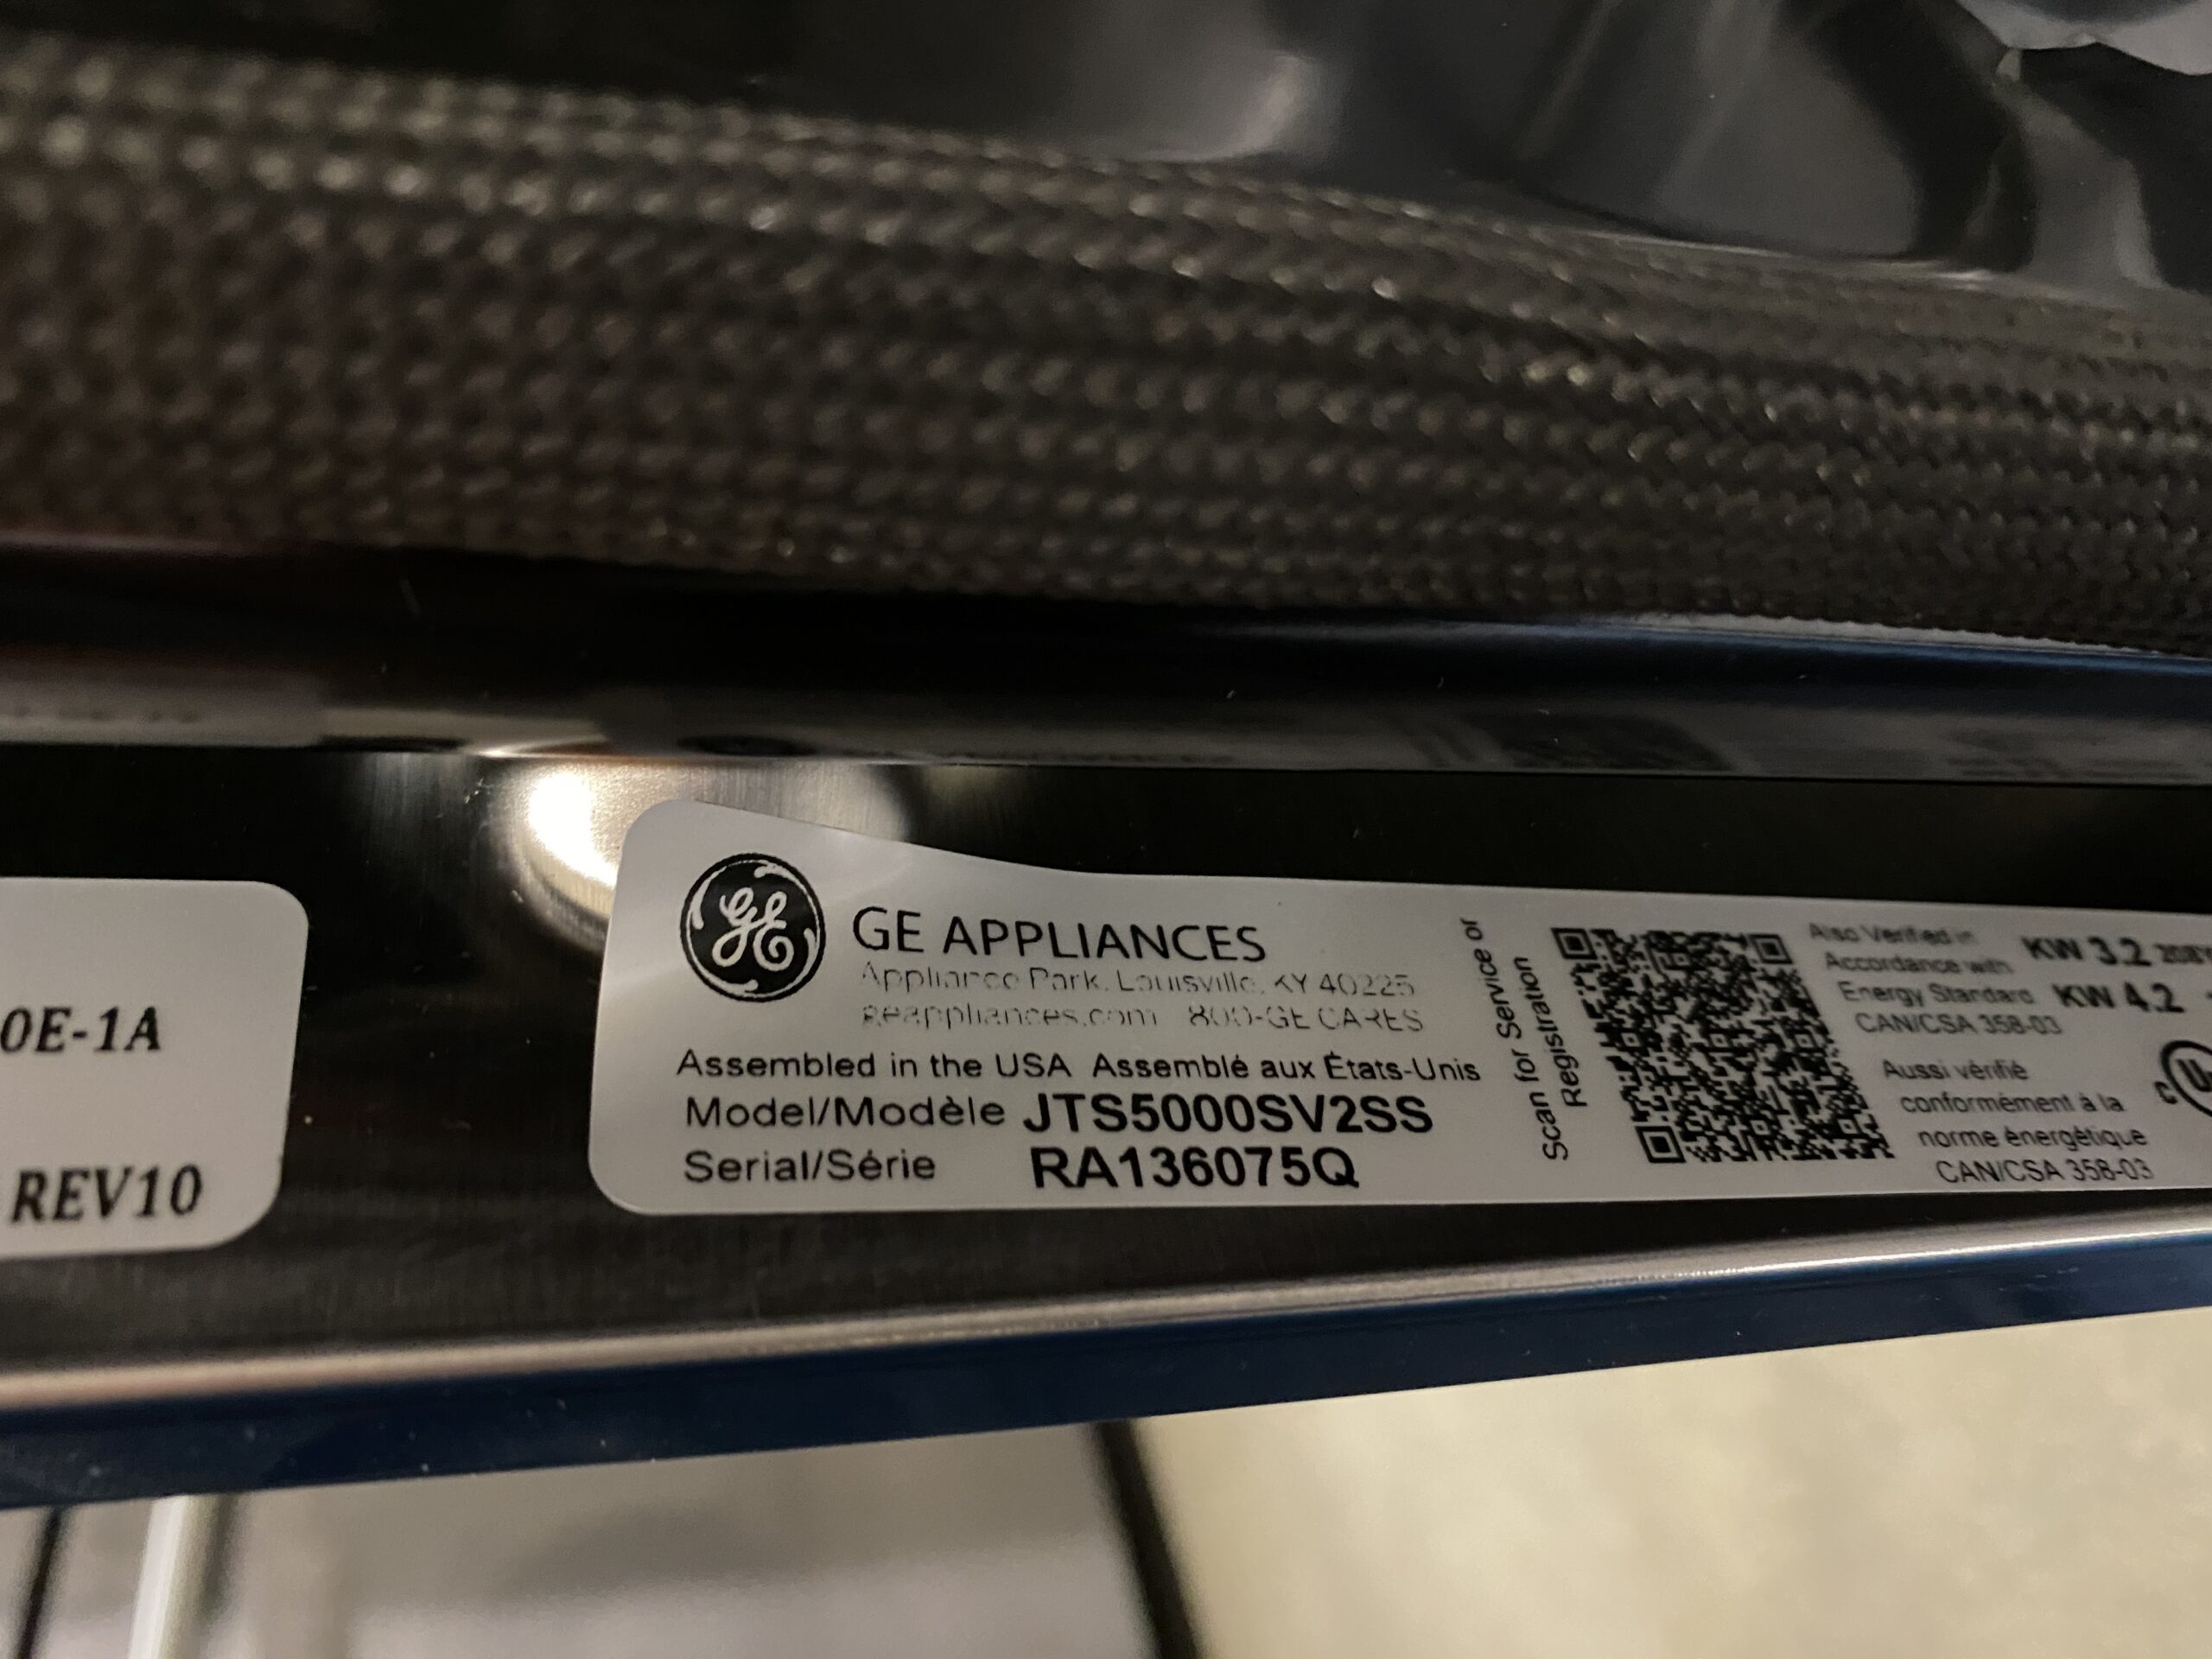 0E-1A
REV10
GE
GE APPLIANCES
Appliance Park, Louisville, KY 40225
geappliances.com 800-GE CARES
Assembled in the USA Assemblé aux États-Unis
Model/Modèle JTS5000SV2SS
Serial/Série RA136075Q
Scan for Service or
Registration
Also Verified in
Accordance with
Energy Standard
CAN/CSA 358-03
KW 3.2 208
KW 4.2
Aussi vérifié
conformément à la
norme énergétique
CAN/CSA 358-03
C